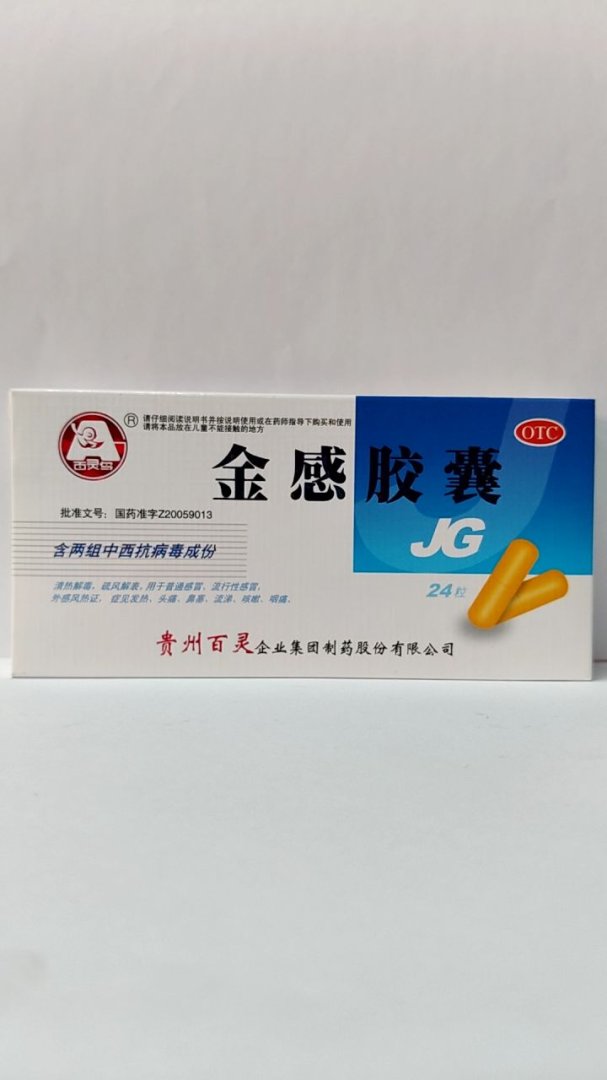 百灵鸟
®
请仔细阅读说明书并按说明使用或在药师指导下购买和使用
请将本品放在儿童不能接触的地方
OTC
金感胶囊
批准文号：国药准字Z20059013
JG
含两组中西抗病毒成份
清热解毒，疏风解表。用于普通感冒，流行性感冒，
外感风热证，症见发热、头痛、鼻塞、流涕、咳嗽、咽痛。
24粒
贵州百灵企业集团制药股份有限公司